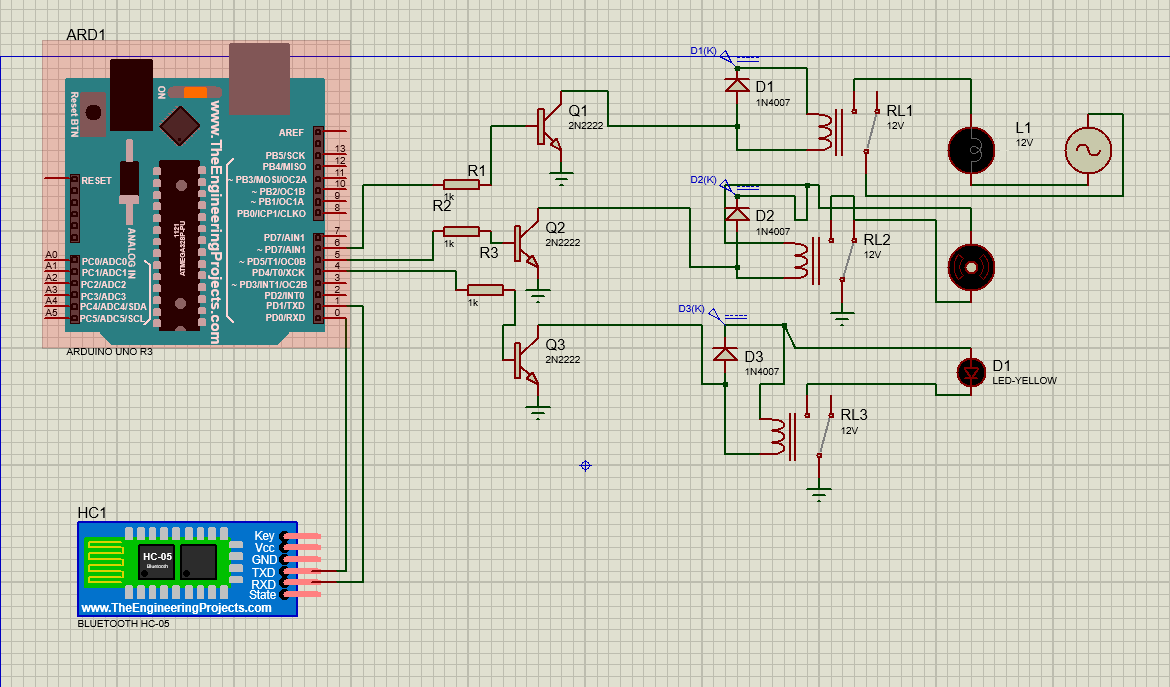 ARD1
Reset BTN
ON
www.TheEngineeringProjects.com
AREF
RESET
PB5/SCK
13
PB4/MISO
12
~ PB3/MOSI/OC2A
11
~ PB2/OC1B
10
~ PB1/OC1A
9
PB0/ICP1/CLKO
8
1121
ATMEGA328P-PU
ANALOG IN
PD7/AIN1
7
~ PD7/AIN1
6
~ PD5/T1/OC0B
5
PD4/T0/XCK
4
~ PD3/INT1/OC2B
3
PD2/INT0
2
PD1/TXD
1
PD0/RXD
0
A0
PC0/ADC0
A1
PC1/ADC1
A2
PC2/ADC2
A3
PC3/ADC3
A4
PC4/ADC4/SDA
A5
PC5/ADC5/SCL
ARDUINO UNO R3
R1
1k
R2
1k
R3
1k
Q1
2N2222
Q2
2N2222
Q3
2N2222
D1(K)
D1
1N4007
RL1
12V
L1
12V
D2(K)
D2
1N4007
RL2
12V
D3(K)
D3
1N4007
D1
LED-YELLOW
RL3
12V
HC1
HC-05
Bluetooth
Key
Vcc
GND
TXD
RXD
State
www.TheEngineeringProjects.com
BLUETOOTH HC-05